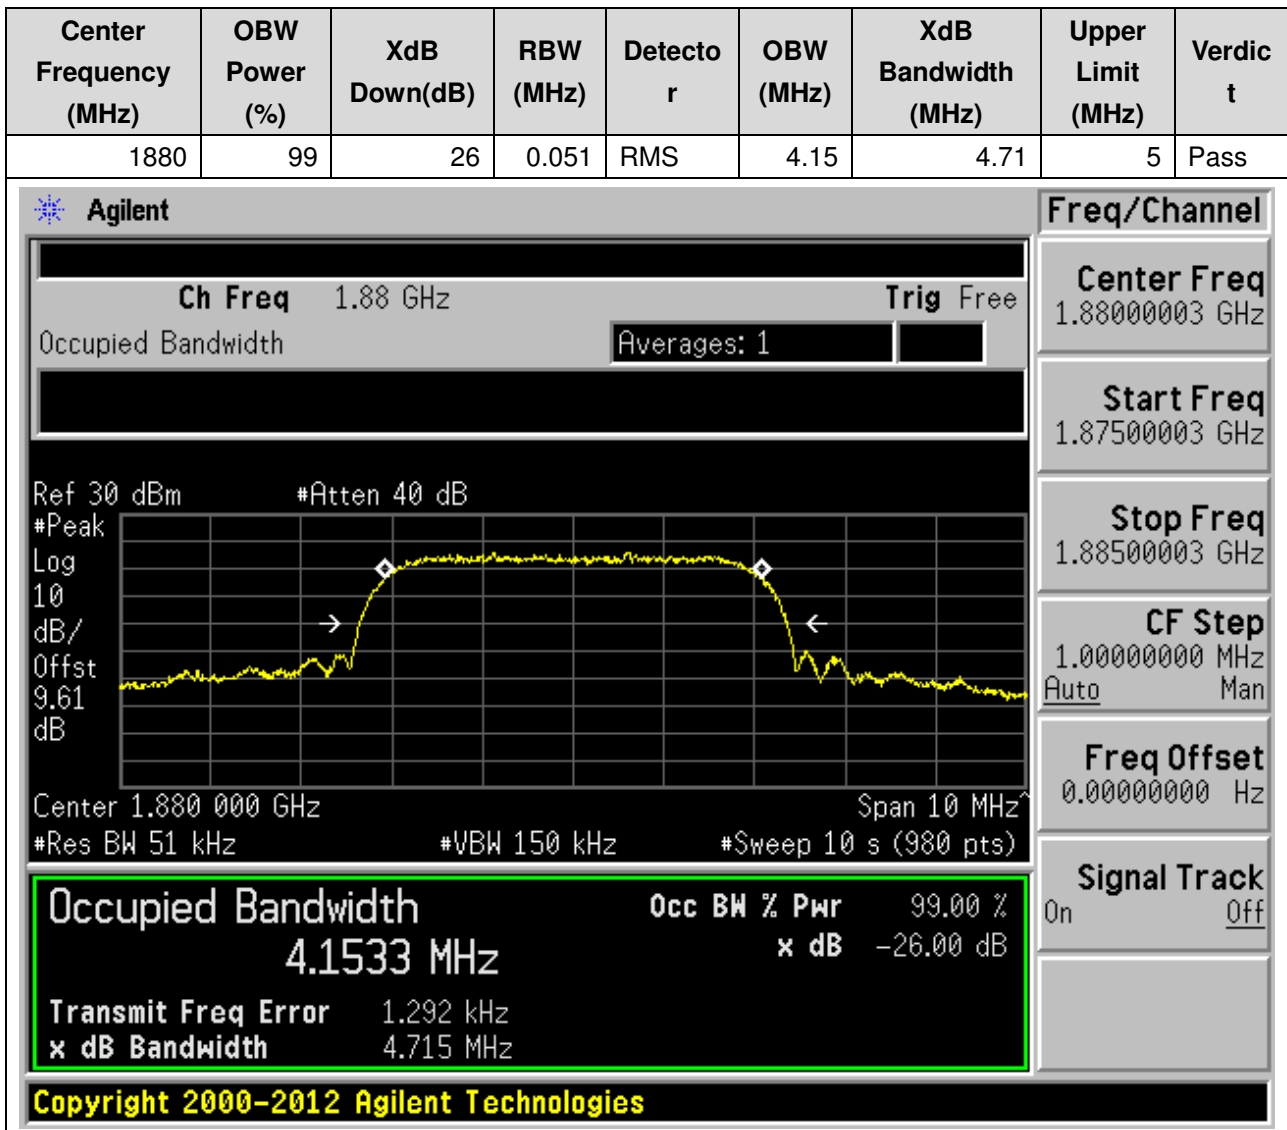 Center Frequency (MHz) OBW Power (%) XdB Down(dB) RBW (MHz) Detecto r OBW (MHz) XdB Bandwidth (MHz) Upper Limit (MHz) Verdic t
1880 99 26 0.051 RMS 4.15 4.71 5 Pass
Agilent
Freq/Channel
Ch Freq 1.88 GHz Trig Free
Occupied Bandwidth Averages: 1
Center Freq
1.88000003 GHz
Start Freq
1.87500003 GHz
Stop Freq
1.88500003 GHz
CF Step
1.00000000 MHz
Auto Man
Freq Offset
0.00000000 Hz
Signal Track
On Off
Ref 30 dBm #Atten 40 dB
#Peak
Log
10
dB/
Offst
9.61
dB
Center 1.880 000 GHz Span 10 MHz^
#Res BW 51 kHz #VBW 150 kHz #Sweep 10 s (980 pts)
Occupied Bandwidth Occ BW % Pwr 99.00 %
4.1533 MHz x dB -26.00 dB
Transmit Freq Error 1.292 kHz
x dB Bandwidth 4.715 MHz
Copyright 2000-2012 Agilent Technologies